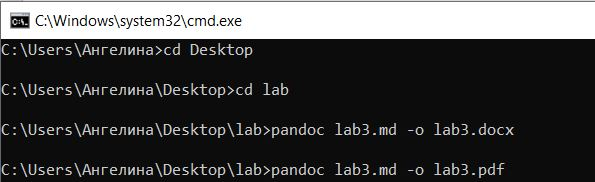 C:\Windows\system32\cmd.exe
C:\Users\Ангелина>cd Desktop
C:\Users\Ангелина\Desktop>cd lab
C:\Users\Ангелина\Desktop\lab>pandoc lab3.md -o lab3.docx
C:\Users\Ангелина\Desktop\lab>pandoc lab3.md -o lab3.pdf